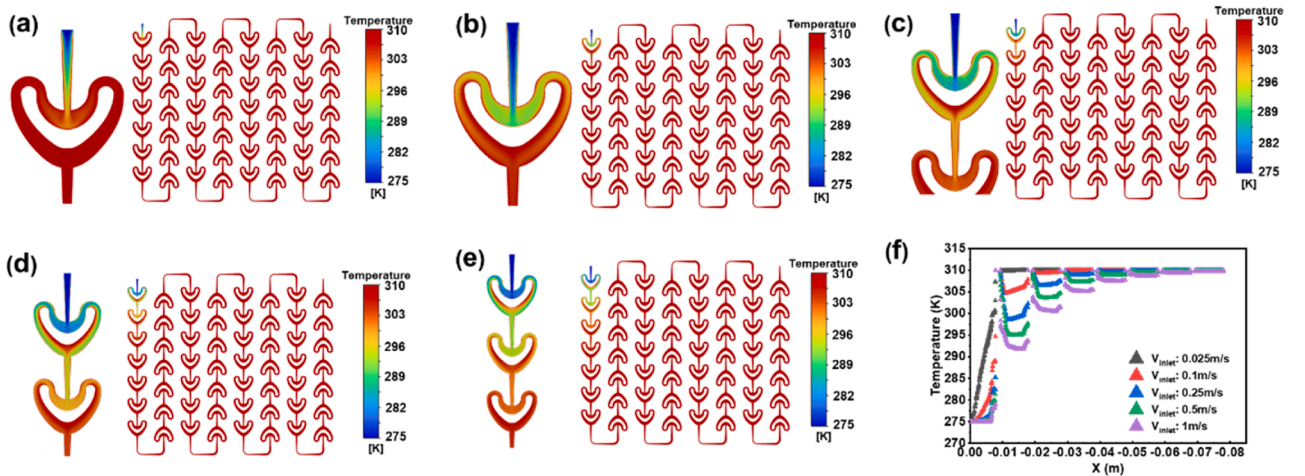 (a)
Temperature
310
303
296
289
282
275
[K]
(b)
Temperature
310
303
296
289
282
275
[K]
(c)
Temperature
310
303
296
289
282
275
[K]
(d)
Temperature
310
303
296
289
282
275
[K]
(e)
Temperature
310
303
296
289
282
275
[K]
(f)
Temperature (K)
315
310
305
300
295
290
285
280
275
270
Vinlet: 0.025m/s
Vinlet: 0.1m/s
Vinlet: 0.25m/s
Vinlet: 0.5m/s
Vinlet: 1m/s
0.00 -0.01 -0.02 -0.03 -0.04 -0.05 -0.06 -0.07 -0.08
X (m)